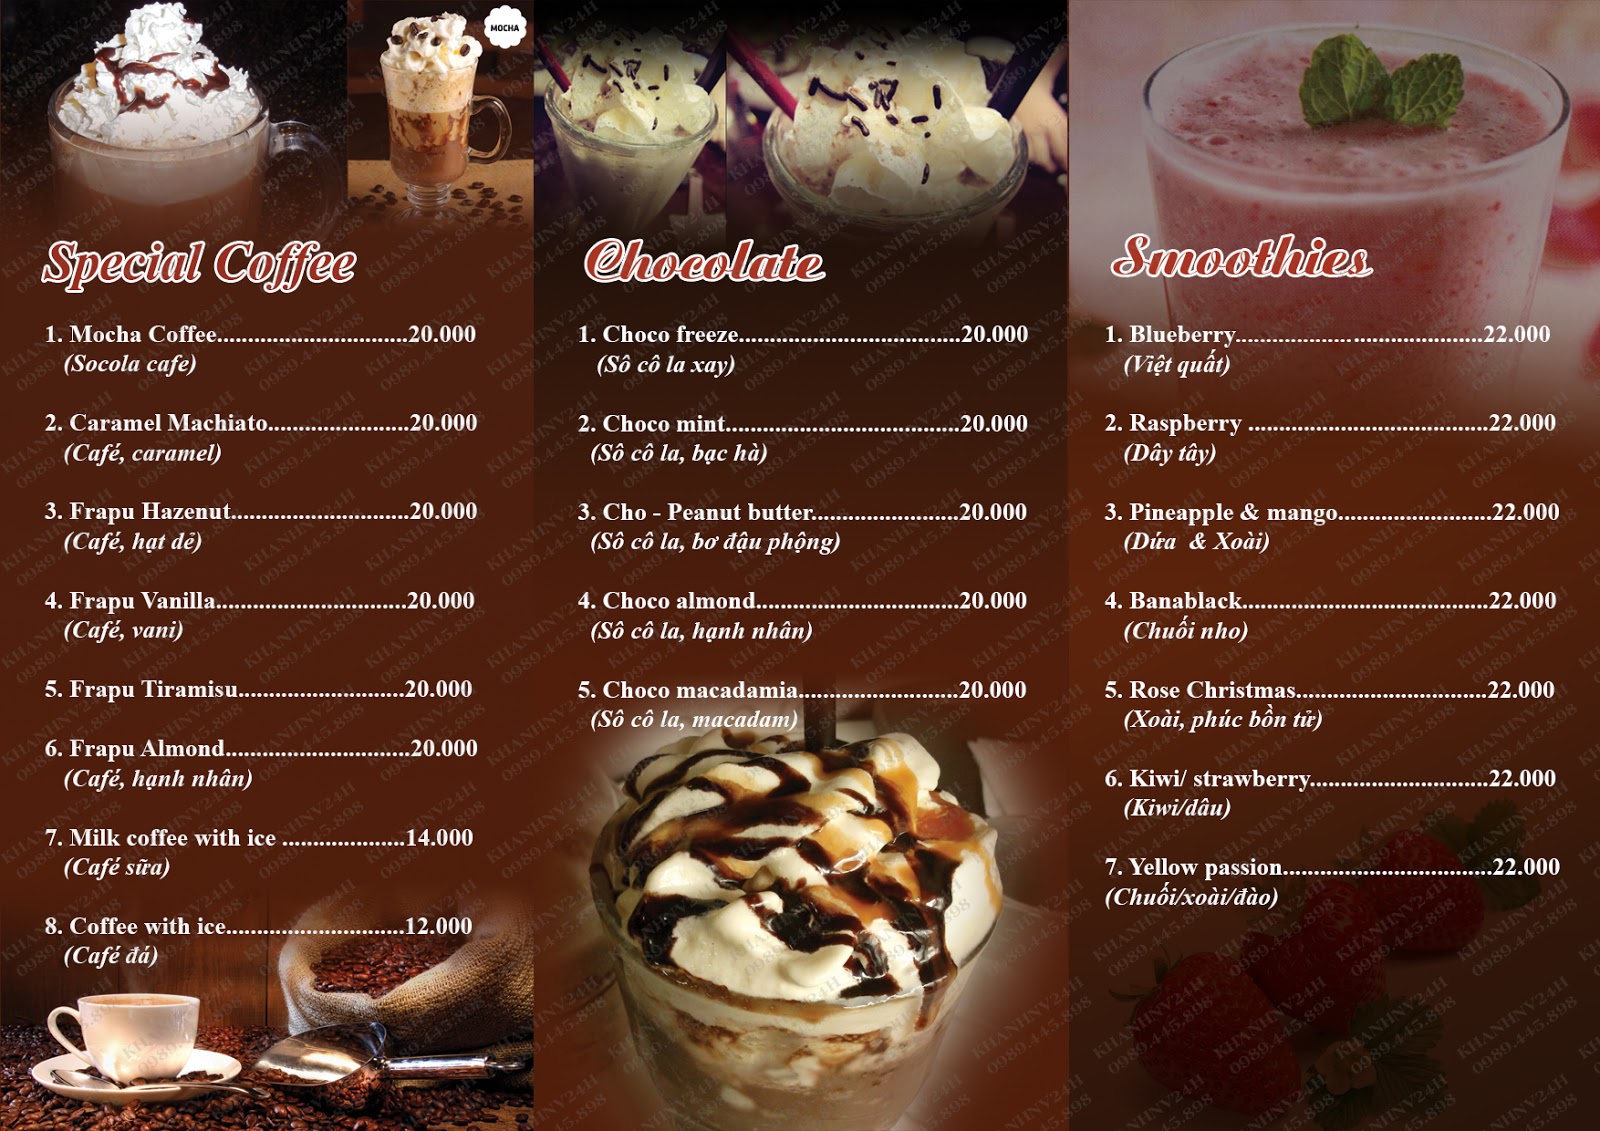 MOCHA
Special Coffee
1. Mocha Coffee...............................20.000
(Socola cafe)
2. Caramel Machiato.......................20.000
(Café, caramel)
3. Frapu Hazenut.............................20.000
(Café, hạt dẻ)
4. Frapu Vanilla...............................20.000
(Café, vani)
5. Frapu Tiramisu...........................20.000
6. Frapu Almond..............................20.000
(Café, hạnh nhân)
7. Milk coffee with ice ....................14.000
(Café sữa)
8. Coffee with ice.............................12.000
(Café đá)
Chocolate
1. Choco freeze....................................20.000
(Sô cô la xay)
2. Choco mint......................................20.000
(Sô cô la, bạc hà)
3. Cho - Peanut butter........................20.000
(Sô cô la, bơ đậu phộng)
4. Choco almond.................................20.000
(Sô cô la, hạnh nhân)
5. Choco macadamia..........................20.000
(Sô cô la, macadam)
Smoothies
1. Blueberry........................................22.000
(Việt quất)
2. Raspberry .......................................22.000
(Dây tây)
3. Pineapple & mango.........................22.000
(Dứa & Xoài)
4. Banablack........................................22.000
(Chuối nho)
5. Rose Christmas...............................22.000
(Xoài, phúc bồn tử)
6. Kiwi/ strawberry.............................22.000
(Kiwi/dâu)
7. Yellow passion..................................22.000
(Chuối/xoài/đào)
KHANHNY24H
0989.445.898